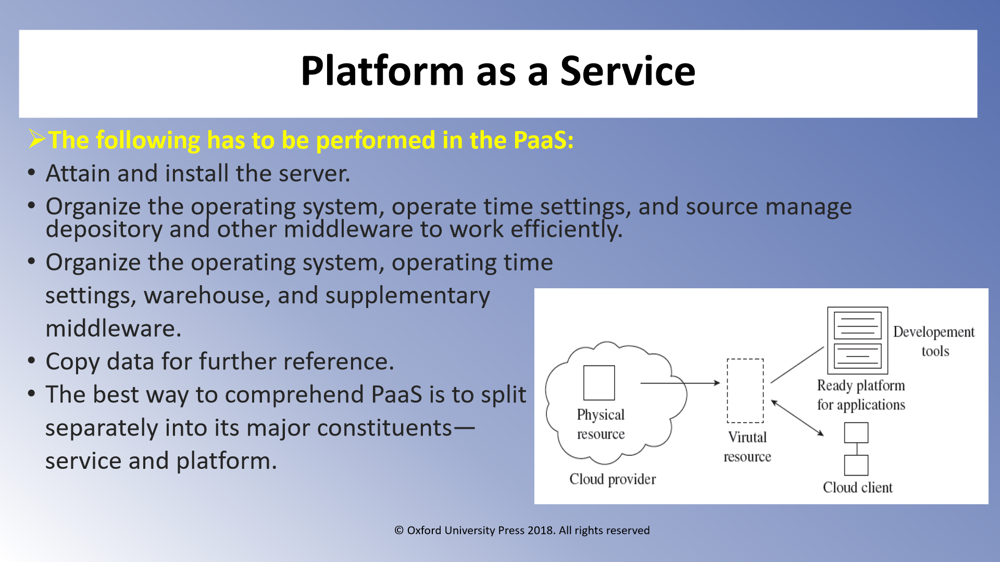 Platform as a Service
➢The following has to be performed in the PaaS:
• Attain and install the server.
• Organize the operating system, operate time settings, and source manage
depository and other middleware to work efficiently.
• Organize the operating system, operating time
settings, warehouse, and supplementary
middleware.
• Copy data for further reference.
• The best way to comprehend PaaS is to split
separately into its major constituents—
service and platform.
Physical
resource
Cloud provider
Virutal
resource
Developement
tools
Ready platform
for applications
Cloud client
© Oxford University Press 2018. All rights reserved